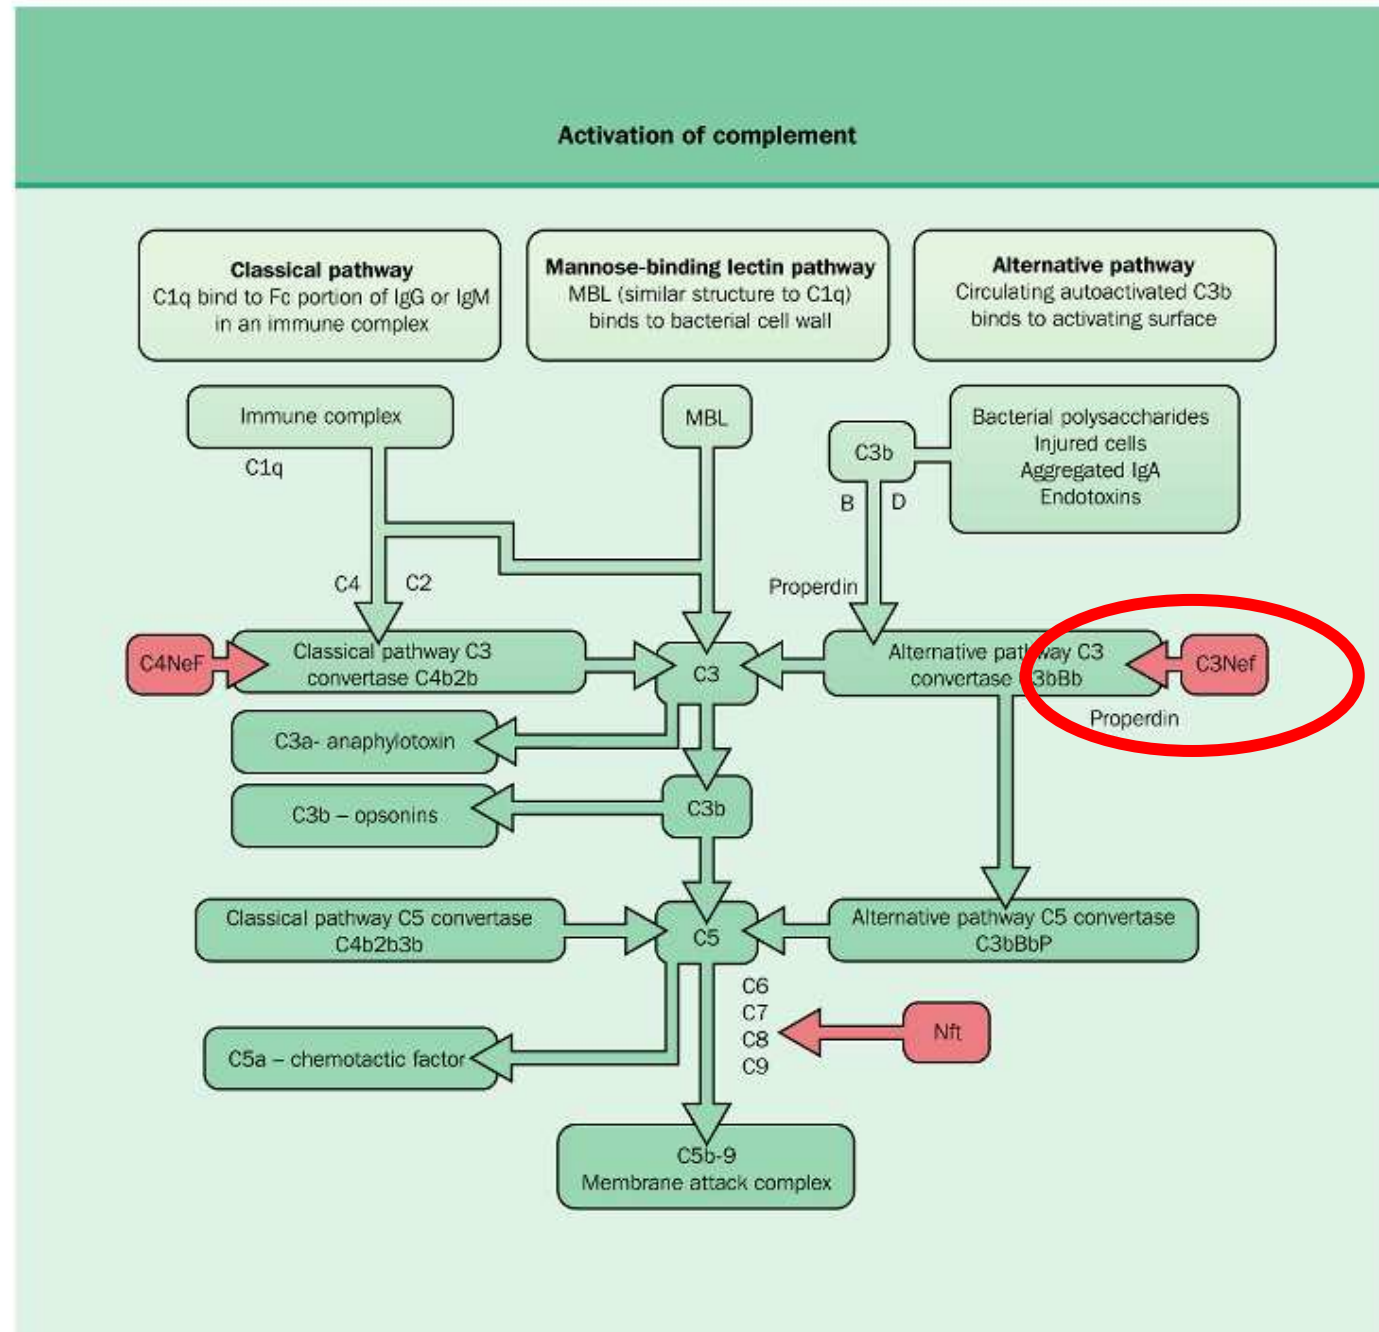 Activation of complement
Classical pathway
C1q bind to Fc portion of IgG or IgM
in an immune complex
Mannose-binding lectin pathway
MBL (similar structure to C1q)
binds to bacterial cell wall
Alternative pathway
Circulating autoactivated C3b
binds to activating surface
Immune complex
MBL
C3b
Bacterial polysaccharides
Injured cells
Aggregated IgA
Endotoxins
C1q
B
D
C4
C2
Properdin
C4NeF
Classical pathway C3
convertase C4b2b
C3
Alternative pathway C3
convertase C3bBb
C3Nef
Properdin
C3a- anaphylotoxin
C3b – opsonins
C3b
Classical pathway C5 convertase
C4b2b3b
C5
Alternative pathway C5 convertase
C3bBbP
C6
C7
C8
C9
Nft
C5a – chemotactic factor
C5b-9
Membrane attack complex